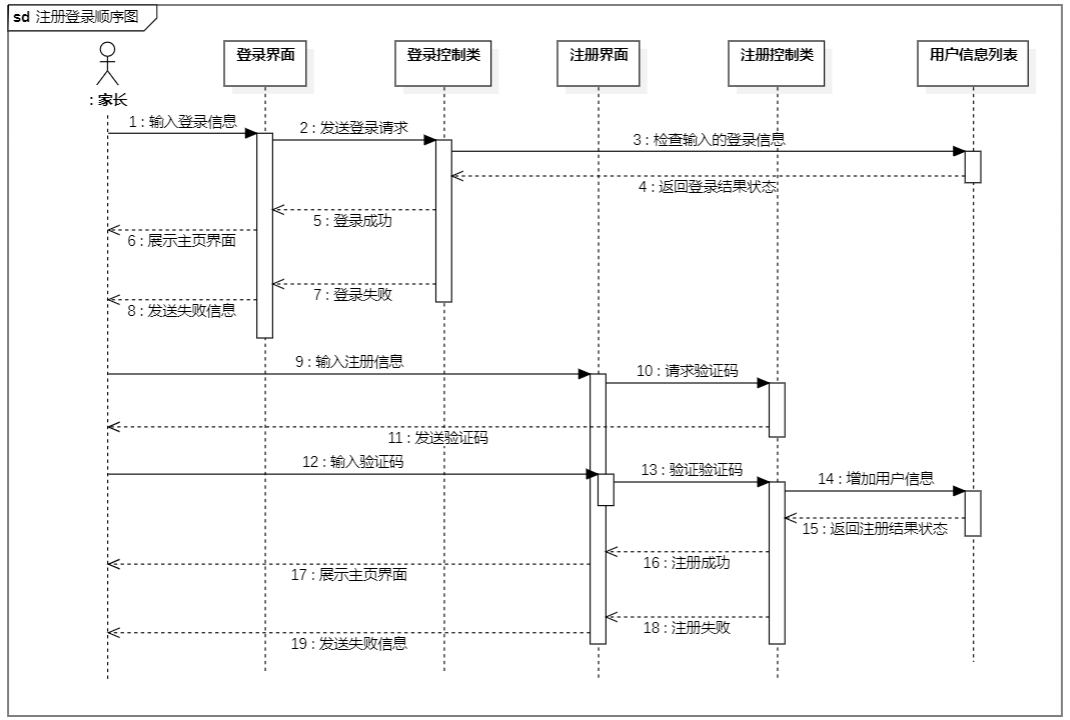 sd 注册登录顺序图
: 家长
登录界面
登录控制类
注册界面
注册控制类
用户信息列表
1 : 输入登录信息
2 : 发送登录请求
3 : 检查输入的登录信息
4 : 返回登录结果状态
5 : 登录成功
6 : 展示主页界面
7 : 登录失败
8 : 发送失败信息
9 : 输入注册信息
10 : 请求验证码
11 : 发送验证码
12 : 输入验证码
13 : 验证验证码
14 : 增加用户信息
15 : 返回注册结果状态
16 : 注册成功
17 : 展示主页界面
18 : 注册失败
19 : 发送失败信息